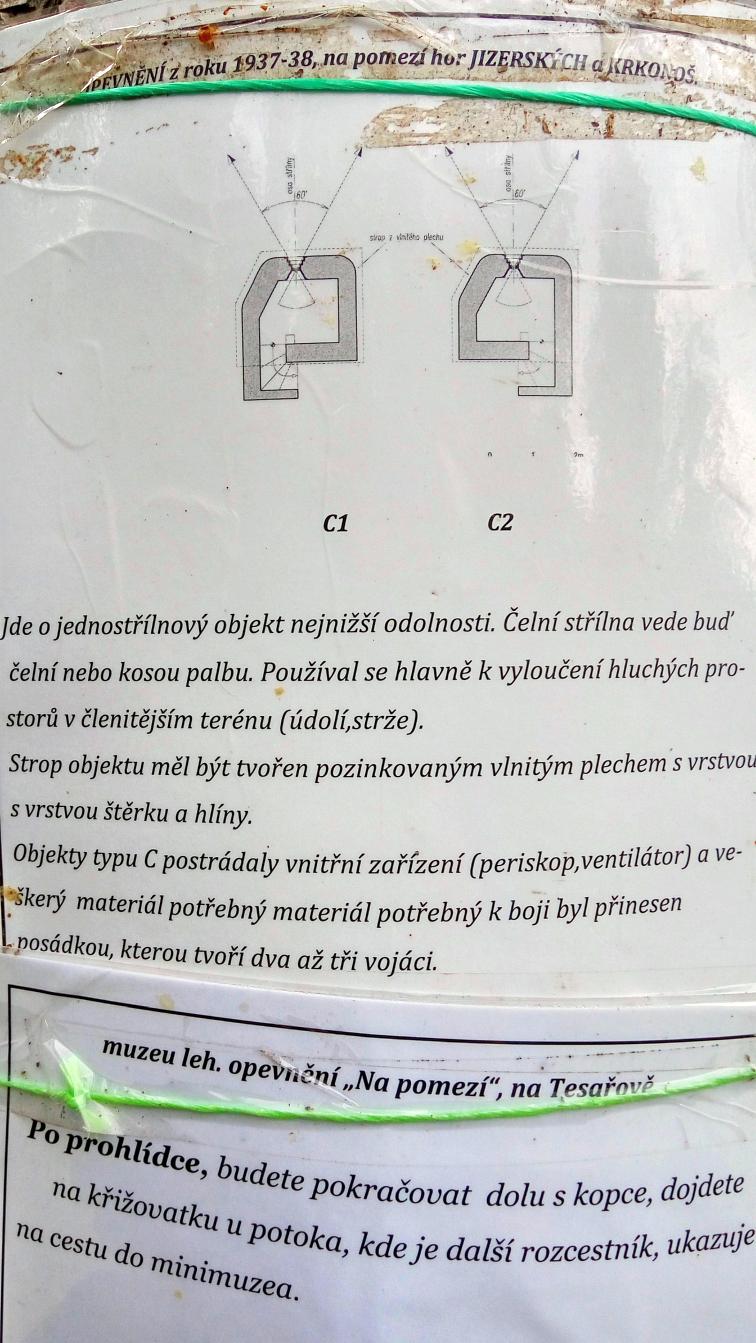 OPEVNĚNÍ z roku 1937-38, na pomezí hor JIZERSKÝCH a KRKONOŠ.
osa střílny
osa střílny
60°
60°
strop z vlnitého plechu
0 1 2m
C1 C2
Jde o jednostřílnový objekt nejnižší odolnosti. Čelní střílna vede buď
čelní nebo kosou palbu. Používal se hlavně k vyloučení hluchých pro-
storů v členitějším terénu (údolí,strže).
Strop objektu měl být tvořen pozinkovaným vlnitým plechem s vrstvou
s vrstvou štěrku a hlíny.
Objekty typu C postrádaly vnitřní zařízení (periskop,ventilátor) a ve-
škerý materiál potřebný materiál potřebný k boji byl přinesen
posádkou, kterou tvoří dva až tři vojáci.
muzeu leh. opevnění „Na pomezí“, na Tesařově
Po prohlídce, budete pokračovat dolu s kopce, dojdete
na křižovatku u potoka, kde je další rozcestník, ukazuje
na cestu do minimuzea.